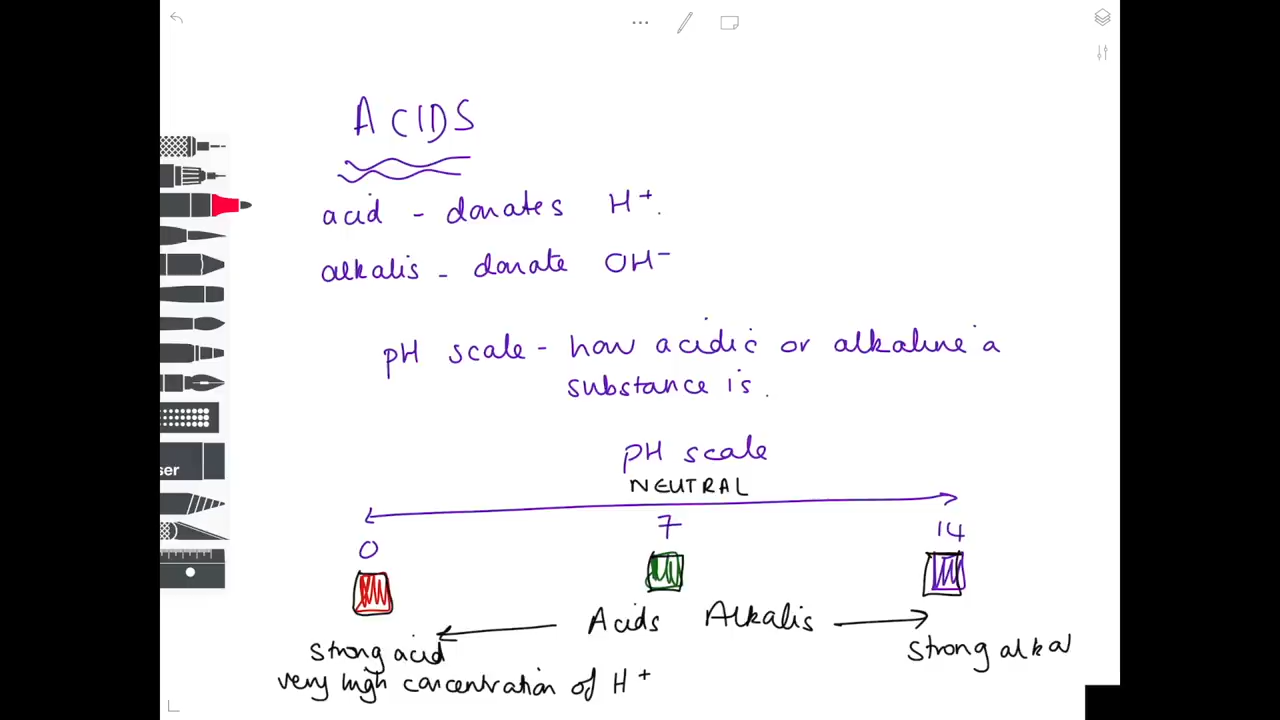 ACIDS
acid - donates H+.
alkalis - donate OH-
pH scale - how acidic or alkaline a
substance is.
pH scale
NEUTRAL
0 7 14
Acids Alkalis
strong acid
strong alkal
very high concentration of H+
ser